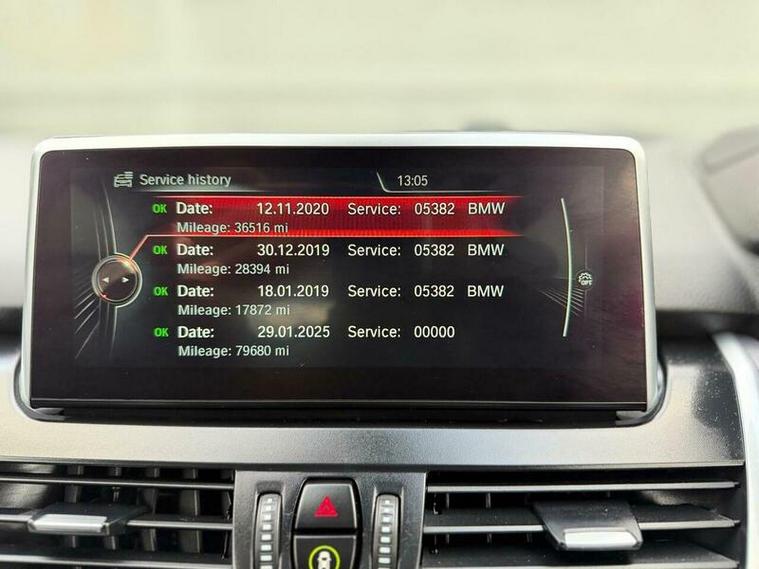 Service history 13:05
OK Date: 12.11.2020 Service: 05382 BMW
Mileage: 36516 mi
OK Date: 30.12.2019 Service: 05382 BMW
Mileage: 28394 mi
OK Date: 18.01.2019 Service: 05382 BMW
Mileage: 17872 mi
OK Date: 29.01.2025 Service: 00000
Mileage: 79680 mi